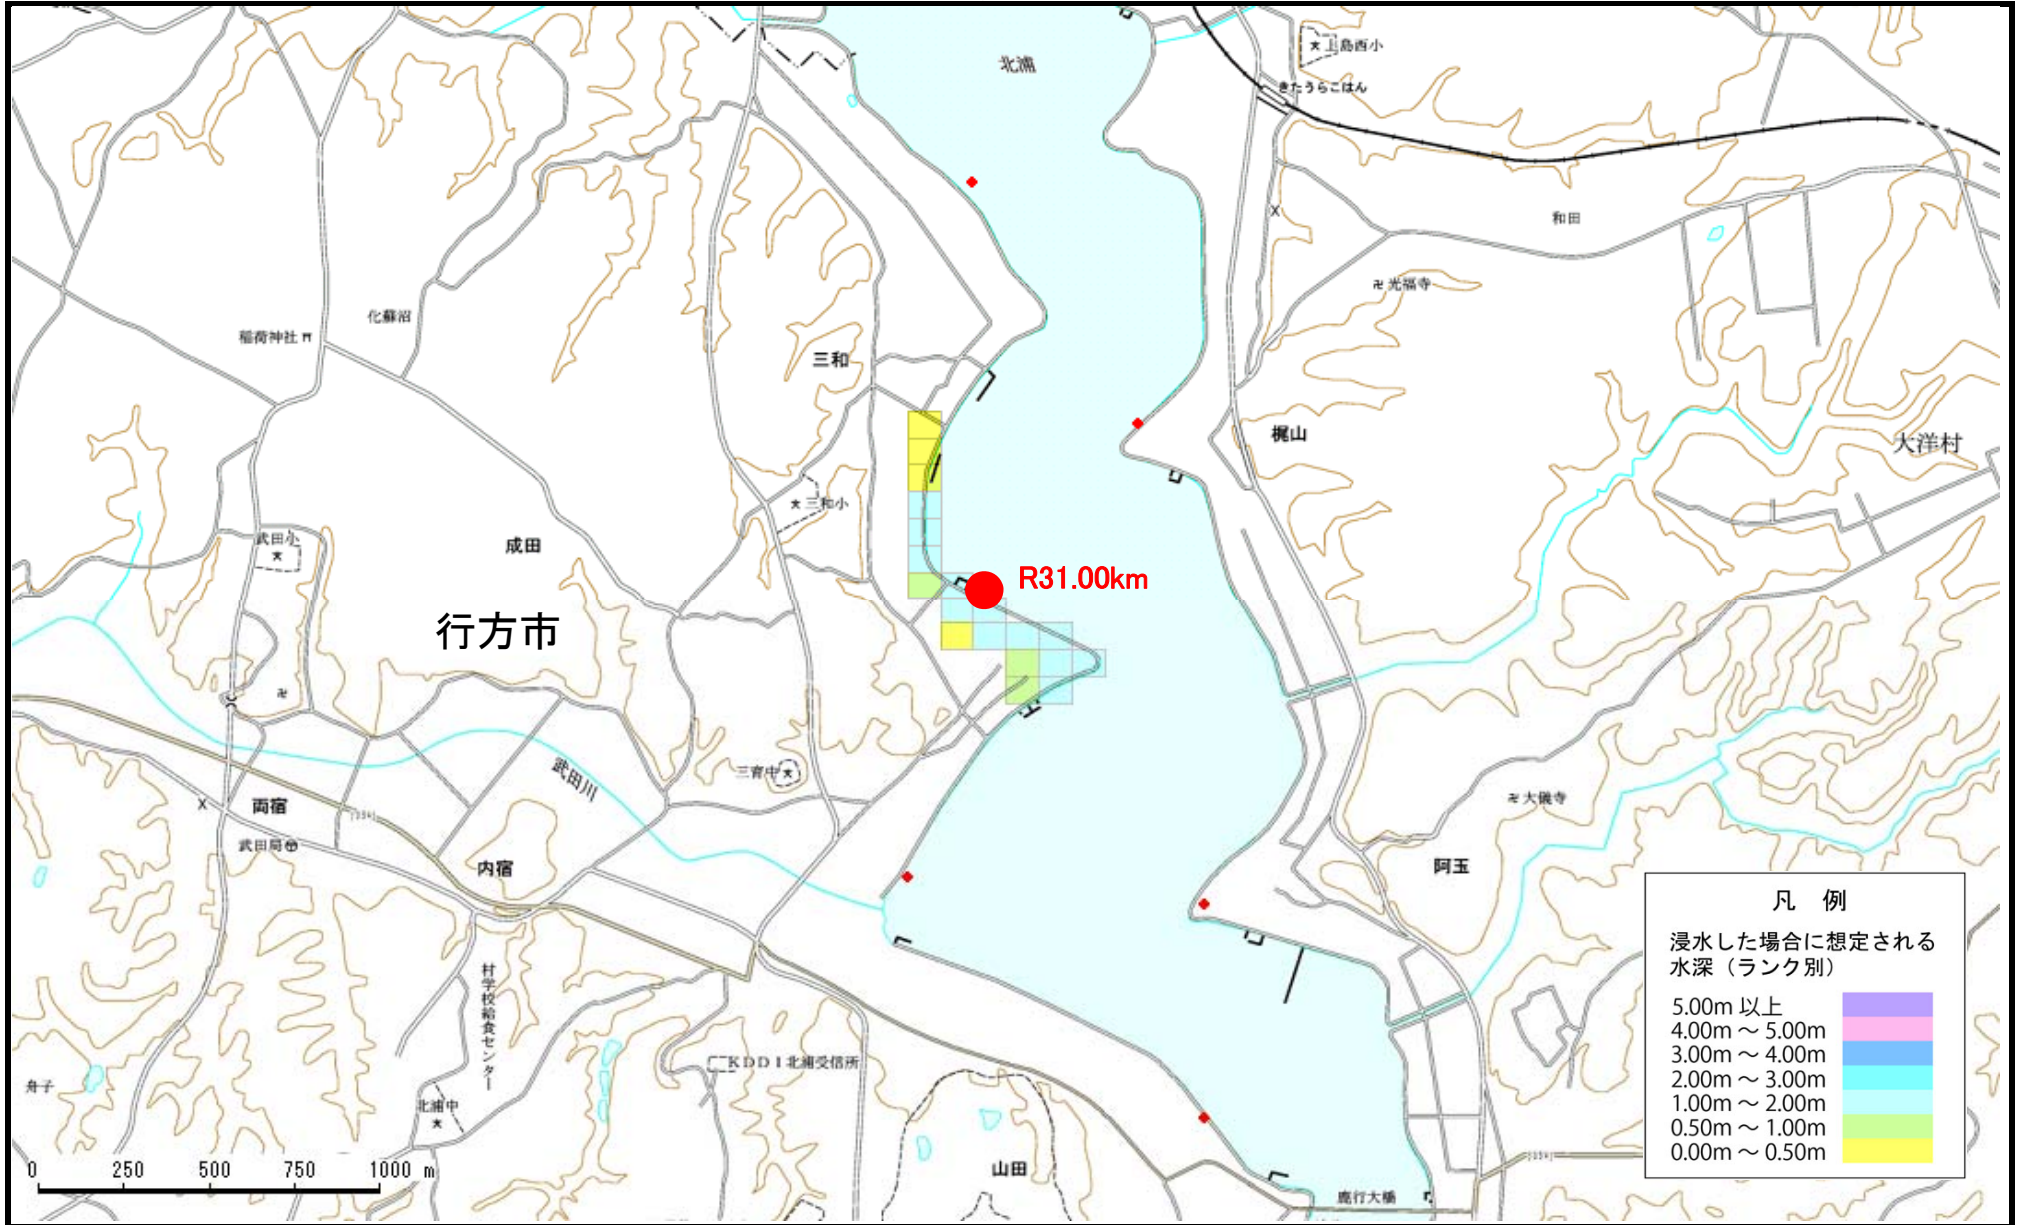 北浦
上島西小
きたうらこはん
和田
光福寺
化蘇沼
稲荷神社
三和
梶山
大洋村
三和小
武田小
成田
R31.00km
行方市
武田川
三育中
両宿
武田局
内宿
大儀寺
阿玉
村学校給食センター
KDDI北浦受信所
舟子
北浦中
山田
鹿行大橋
0 250 500 750 1000 m
凡 例
浸水した場合に想定される
水深（ランク別）
5.00m 以上
4.00m ～ 5.00m
3.00m ～ 4.00m
2.00m ～ 3.00m
1.00m ～ 2.00m
0.50m ～ 1.00m
0.00m ～ 0.50m